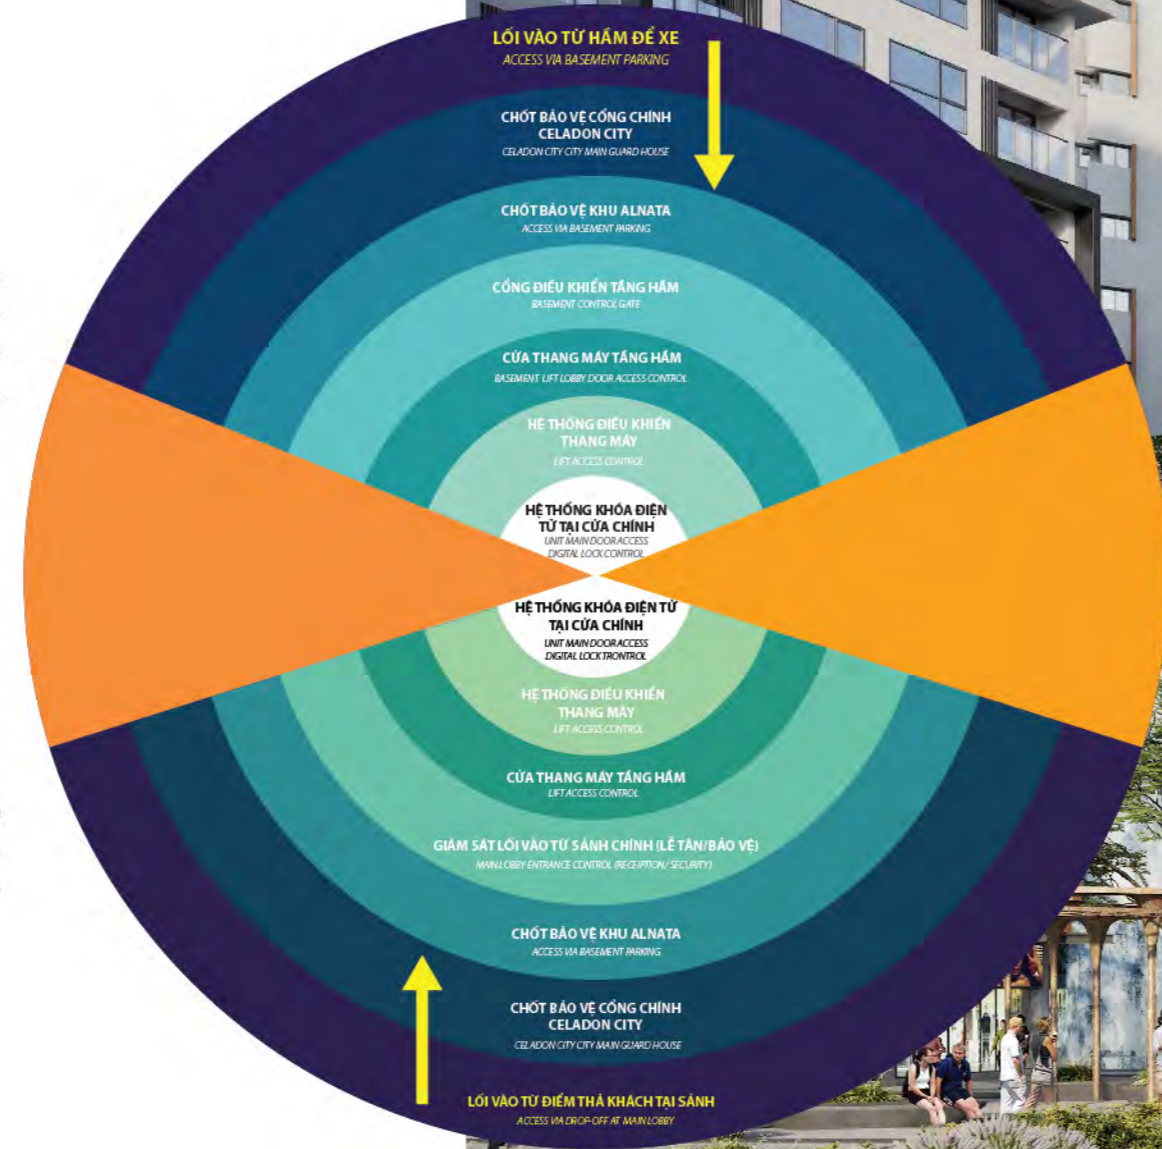 LỐI VÀO TỪ HẦM ĐỂ XE
ACCESS VIA BASEMENT PARKING
CHỐT BẢO VỆ CỔNG CHÍNH
CELADON CITY
CELADON CITY CITY MAIN GUARD HOUSE
CHỐT BẢO VỆ KHU ALNATA
ACCESS VIA BASEMENT PARKING
CỔNG ĐIỀU KHIỂN TẦNG HẦM
BASEMENT CONTROL GATE
CỬA THANG MÁY TẦNG HẦM
BASEMENT LIFT LOBBY DOOR ACCESS CONTROL
HỆ THỐNG ĐIỀU KHIỂN
THANG MÁY
LIFT ACCESS CONTROL
HỆ THỐNG KHÓA ĐIỆN
TỬ TẠI CỬA CHÍNH
UNIT MAIN DOOR ACCESS
DIGITAL LOCK CONTROL
HỆ THỐNG KHÓA ĐIỆN TỬ
TẠI CỬA CHÍNH
UNIT MAIN DOOR ACCESS
DIGITAL LOCK TRONTROL
HỆ THỐNG ĐIỀU KHIỂN
THANG MÁY
LIFT ACCESS CONTROL
CỬA THANG MÁY TẦNG HẦM
LIFT ACCESS CONTROL
GIÁM SÁT LỐI VÀO TỪ SẢNH CHÍNH (LỄ TÂN/BẢO VỆ)
MAIN LOBBY ENTRANCE CONTROL (RECEIPTION/ SECURITY)
CHỐT BẢO VỆ KHU ALNATA
ACCESS VIA BASEMENT PARKING
CHỐT BẢO VỆ CỔNG CHÍNH
CELADON CITY
CELADON CITY CITY MAIN GUARD HOUSE
LỐI VÀO TỪ ĐIỂM THẢ KHÁCH TẠI SẢNH
ACCESS VIA DROP-OFF AT MAIN LOBBY